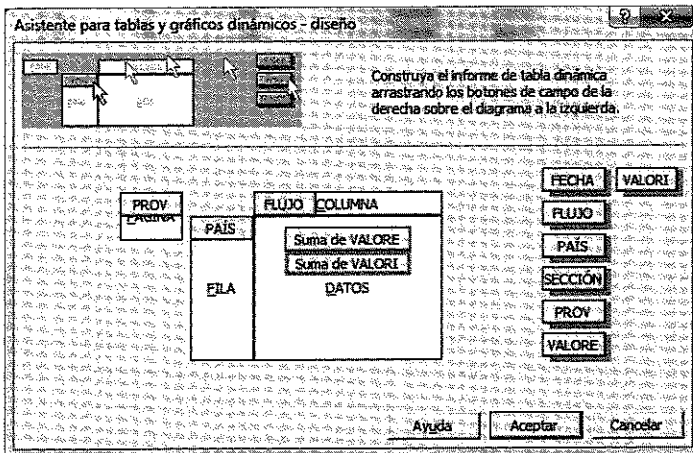 Asistente para tablas y gráficos dinámicos - diseño
Construya el informe de tabla dinámica
arrastrando los botones de campo de la
derecha sobre el diagrama a la izquierda.
FECHA VALORI
PROV FLUJO COLUMNA FLUJO
PÁGINA
PAÍS Suma de VALORE PAÍS
Suma de VALORI
FILA DATOS SECCIÓN
PROV
VALORE
Ayuda Aceptar Cancelar